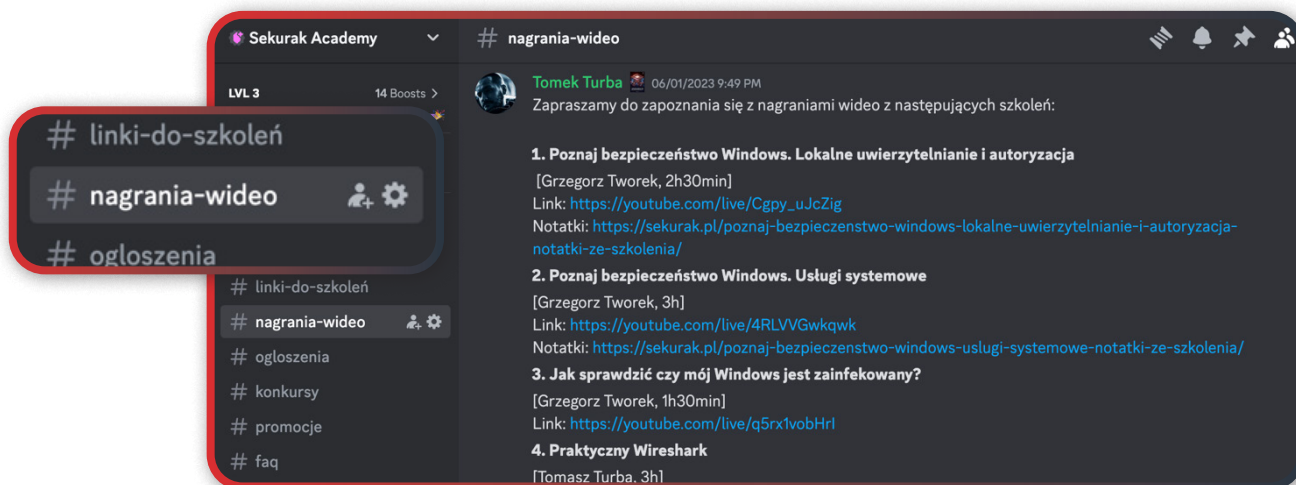 Sekurak Academy
LVL 3
14 Boosts >
# linki-do-szkoleń
# nagrania-wideo
# ogloszenia
# linki-do-szkoleń
# nagrania-wideo
# ogloszenia
# konkursy
# promocje
# faq
# nagrania-wideo
Tomek Turba 06/01/2023 9:49 PM
Zapraszamy do zapoznania się z nagraniami wideo z następujących szkoleń:
1. Poznaj bezpieczeństwo Windows. Lokalne uwierzytelnianie i autoryzacja
[Grzegorz Tworek, 2h30min]
Link: https://youtube.com/live/Cgpy_uJcZig
Notatki: https://sekurak.pl/poznaj-bezpieczenstwo-windows-lokalne-uwierzytelnianie-i-autoryzacja-
notatki-ze-szkolenia/
2. Poznaj bezpieczeństwo Windows. Usługi systemowe
[Grzegorz Tworek, 3h]
Link: https://youtube.com/live/4RLVVGwkqwk
Notatki: https://sekurak.pl/poznaj-bezpieczenstwo-windows-uslugi-systemowe-notatki-ze-szkolenia/
3. Jak sprawdzić czy mój Windows jest zainfekowany?
[Grzegorz Tworek, 1h30min]
Link: https://youtube.com/live/q5rx1vobHrI
4. Praktyczny Wireshark
[Tomasz Turba, 3h]